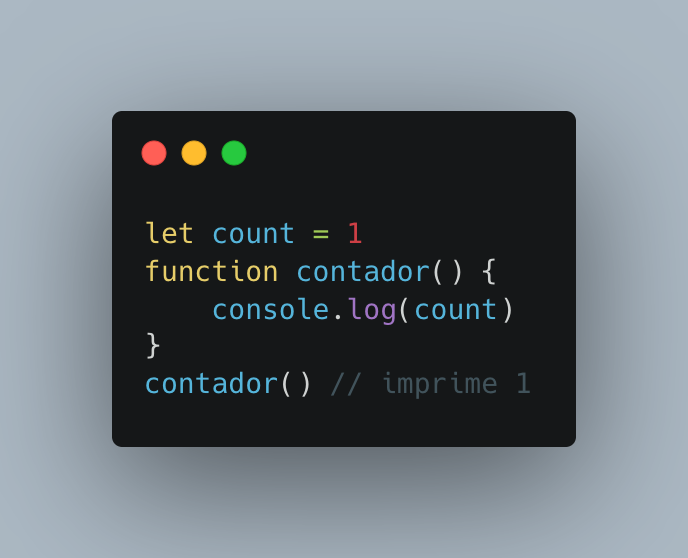 let count = 1
function contador() {
    console.log(count)
}
contador() // imprime 1